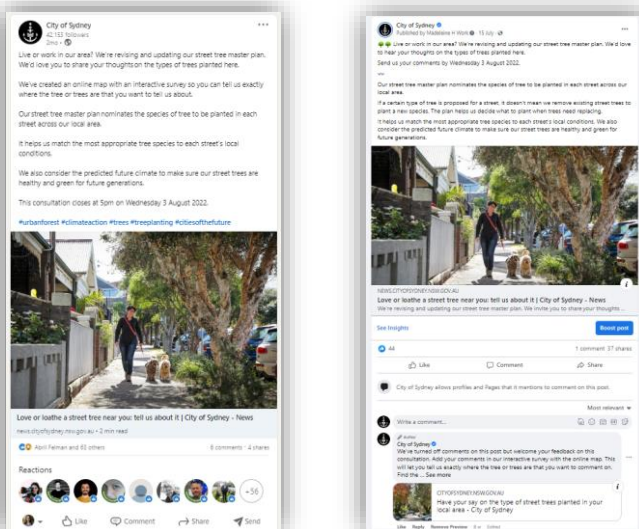 City of Sydney
42,153 followers
2mo •
Live or work in our area? We're revising and updating our street tree master plan.
We'd love you to share your thoughts on the types of trees planted here.
We've created an online map with an interactive survey so you can tell us exactly
where the tree or trees are that you want to tell us about.
Our street tree master plan nominates the species of tree to be planted in each
street across our local area.
It helps us match the most appropriate tree species to each street's local
conditions.
We also consider the predicted future climate to make sure our street trees are
healthy and green for future generations.
This consultation closes at 5pm on Wednesday 3 August 2022.
#urbanforest #climateaction #trees #treeplanting #citiesofthefuture
Love or loathe a street tree near you: tell us about it | City of Sydney - News
news.cityofsydney.nsw.gov.au • 2 min read
Abril Felman and 63 others
6 comments • 4 shares
Reactions
+56
Like
Comment
Share
Send
City of Sydney
Published by Madeleine n Work
15 July
Live or work in our area? We're revising and updating our street tree master plan. We'd love
to hear your thoughts on the types of trees planted here.
Send us your comments by Wednesday 3 August 2022.
Our street tree master plan nominates the species of tree to be planted in each street across our
local area.
If a certain type of tree is proposed for a street, it doesn't mean we remove existing street trees to
plant a new species. The plan helps us decide what to plant when trees need replacing.
It helps us match the most appropriate tree species to each street's local conditions. We also
consider the predicted future climate to make sure our street trees are healthy and green for
future generations.
NEWS.CITYOFSYDNEY.NSW.GOV.AU
Love or loathe a street tree near you: tell us about it | City of Sydney - News
We're revising and updating our street tree master plan. We invite you to share your thoughts ...
See Insights
Boost post
44
1 comment 37 shares
Like
Comment
Share
City of Sydney allows profiles and Pages that it mentions to comment on this post.
Most relevant
Write a comment...
Author
City of Sydney
We've turned off comments on this post but welcome your feedback on this
consultation. Add your comments in our interactive survey with the online map. This
will let you tell us exactly where the tree or trees are that you want to comment on.
Find the ... See more
CITYOFSYDNEY.NSW.GOV.AU
Have your say on the type of street trees planted in your
local area - City of Sydney
Like Reply Remove Preview 8 w Edited